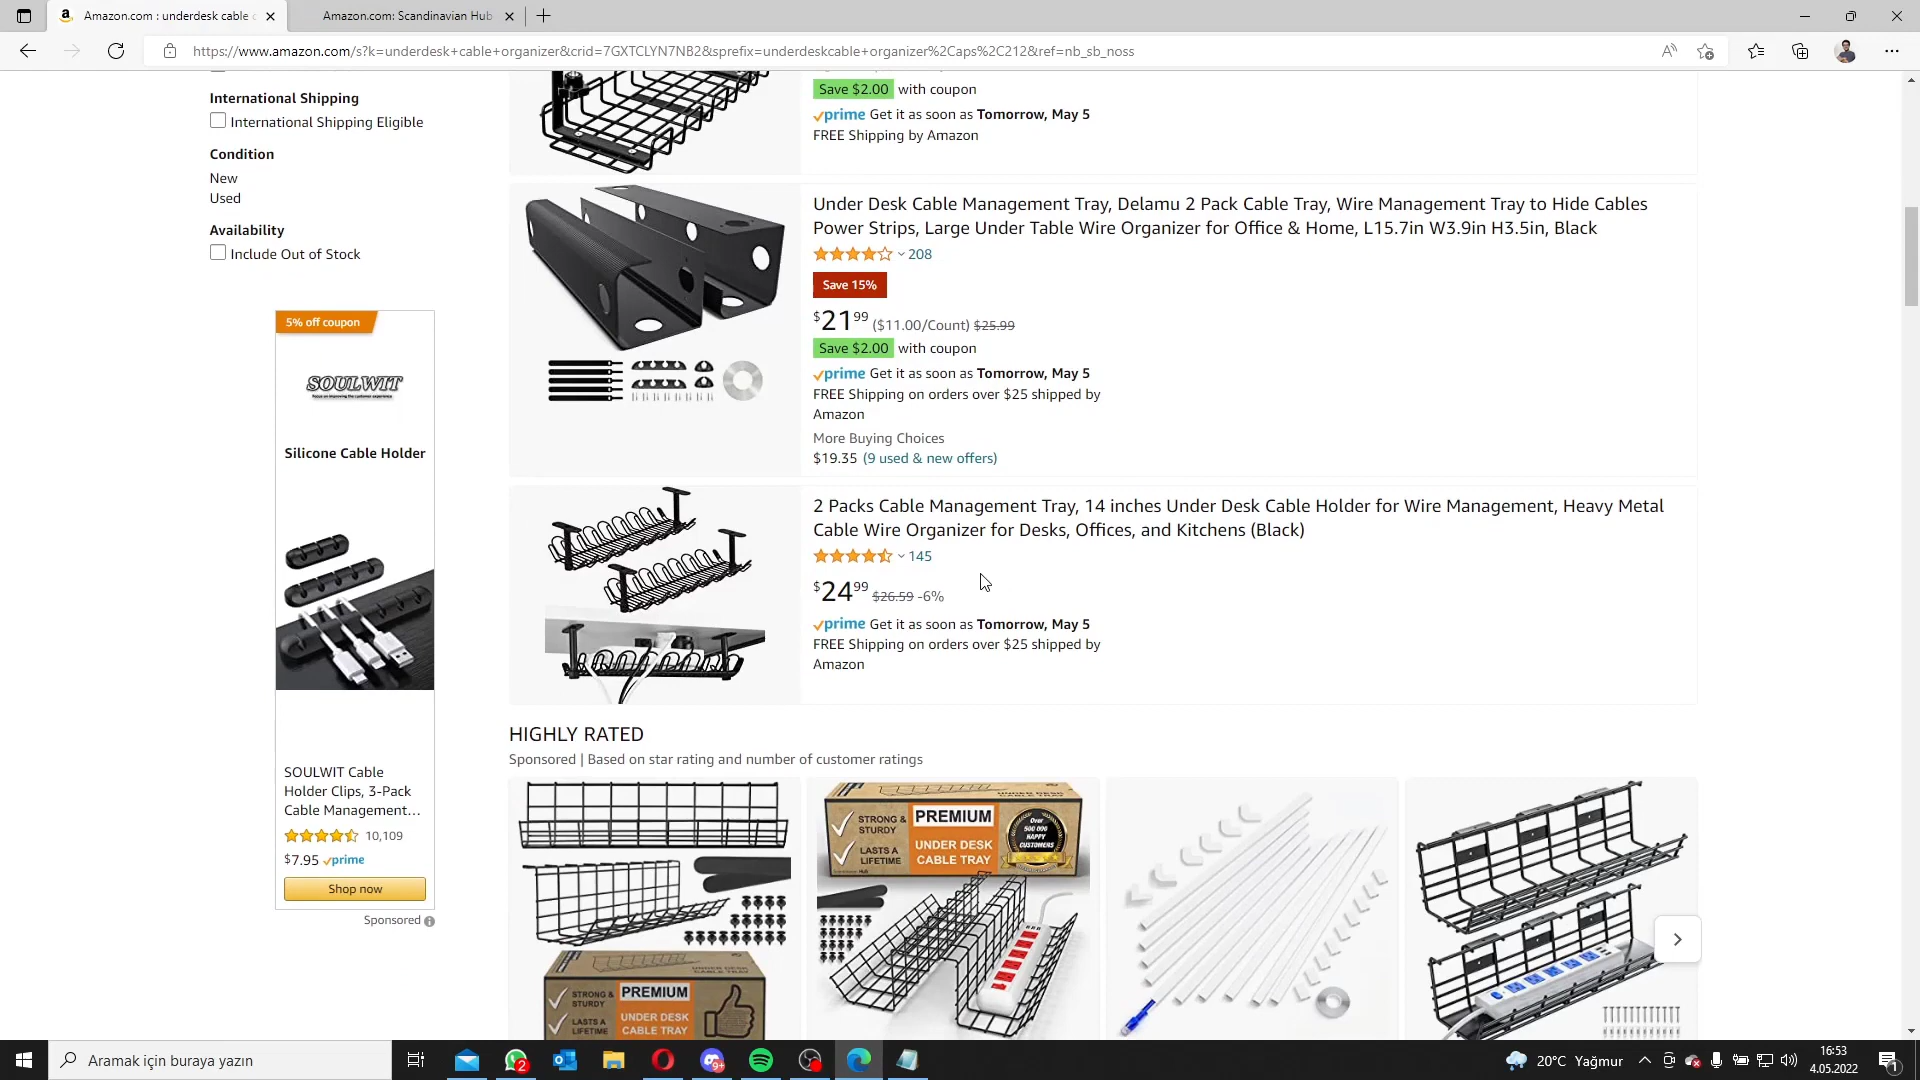 Amazon.com : underdesk cable
Amazon.com: Scandinavian Hub
https://www.amazon.com/s?k=underdesk+cable+organizer&crid=7GXTCLYN7NB2&sprefix=underdeskcable+organizer%2Caps%2C212&ref=nb_sb_noss
International Shipping
International Shipping Eligible
Condition
New
Used
Availability
Include Out of Stock
5% off coupon
SOULWIT
Silicone Cable Holder
SOULWIT Cable
Holder Clips, 3-Pack
Cable Management...
10,109
$7.95 prime
Shop now
Sponsored
Save $2.00 with coupon
prime Get it as soon as Tomorrow, May 5
FREE Shipping by Amazon
Under Desk Cable Management Tray, Delamu 2 Pack Cable Tray, Wire Management Tray to Hide Cables
Power Strips, Large Under Table Wire Organizer for Office & Home, L15.7in W3.9in H3.5in, Black
208
Save 15%
$21.99 ($11.00/Count) $25.99
Save $2.00 with coupon
prime Get it as soon as Tomorrow, May 5
FREE Shipping on orders over $25 shipped by
Amazon
More Buying Choices
$19.35 (9 used & new offers)
2 Packs Cable Management Tray, 14 inches Under Desk Cable Holder for Wire Management, Heavy Metal
Cable Wire Organizer for Desks, Offices, and Kitchens (Black)
145
$24.99 $26.59 -6%
prime Get it as soon as Tomorrow, May 5
FREE Shipping on orders over $25 shipped by
Amazon
HIGHLY RATED
Sponsored | Based on star rating and number of customer ratings
STRONG &
STURDY
LASTS A
LIFETIME
PREMIUM
UNDER DESK
CABLE TRAY
STRONG &
STURDY
LASTS A
LIFETIME
PREMIUM
UNDER DESK
CABLE TRAY
Over
500 000
HAPPY
CUSTOMERS
Aramak için buraya yazın
2
9+
20°C Yağmur
16:53
4.05.2022
1